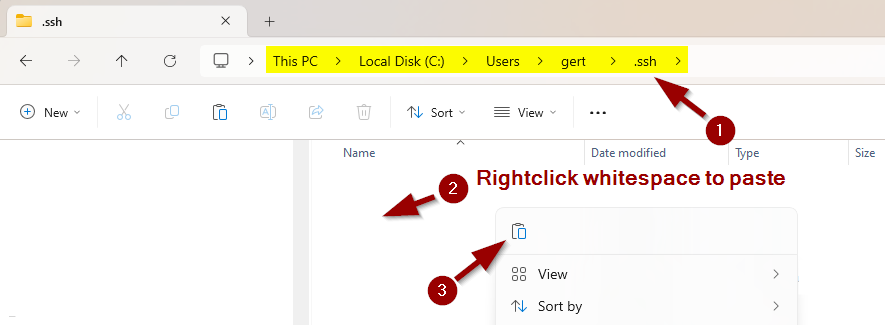 .ssh
This PC > Local Disk (C:) > Users > gert > .ssh >
New Sort View
1
Name Date modified Type Size
2 Rightclick whitespace to paste
3
View >
Sort by >